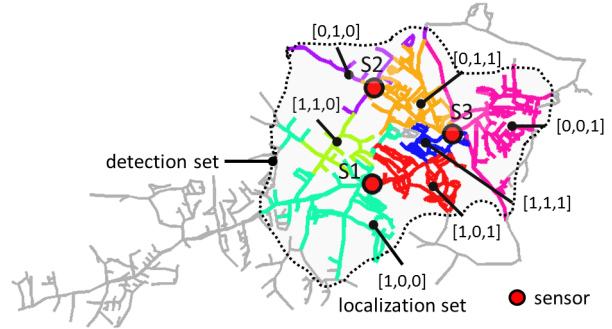 [0,1,0]
S2
[0,1,1]
[1,1,0]
S3
[0,0,1]
detection set
S1
[1,1,1]
[1,0,1]
[1,0,0]
localization set
sensor